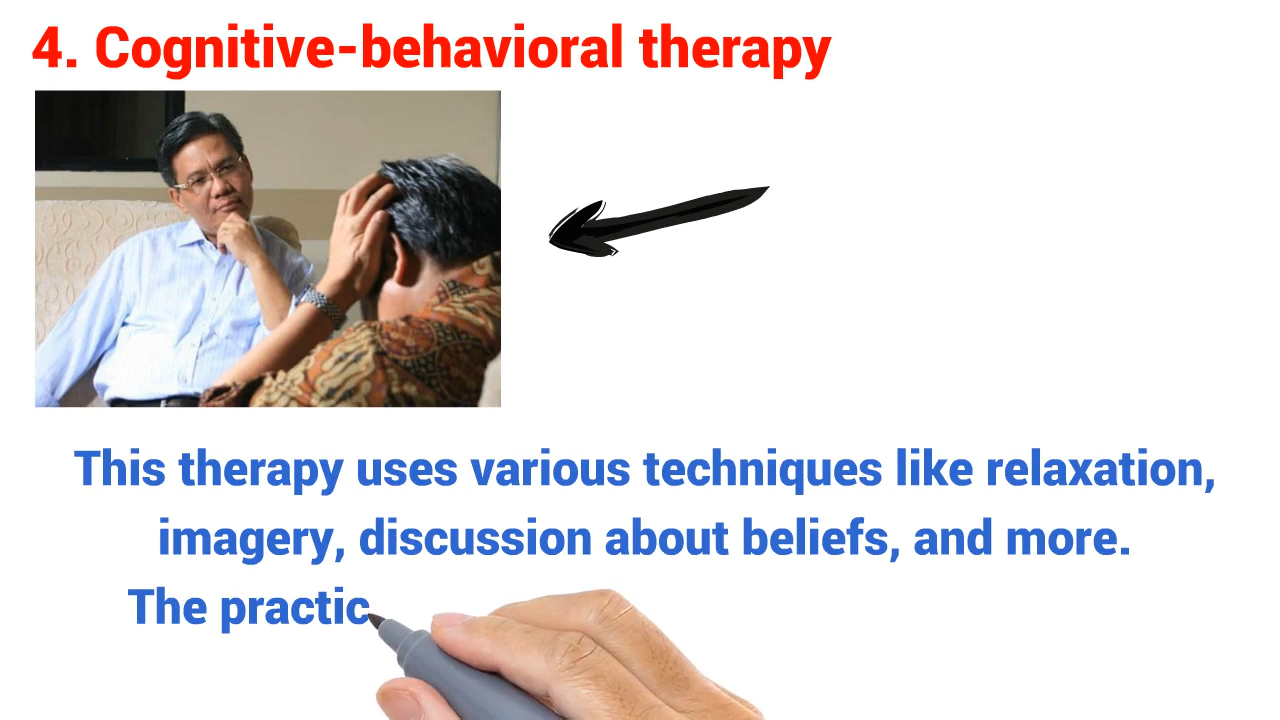 4. Cognitive-behavioral therapy
This therapy uses various techniques like relaxation,
imagery, discussion about beliefs, and more.
The practic